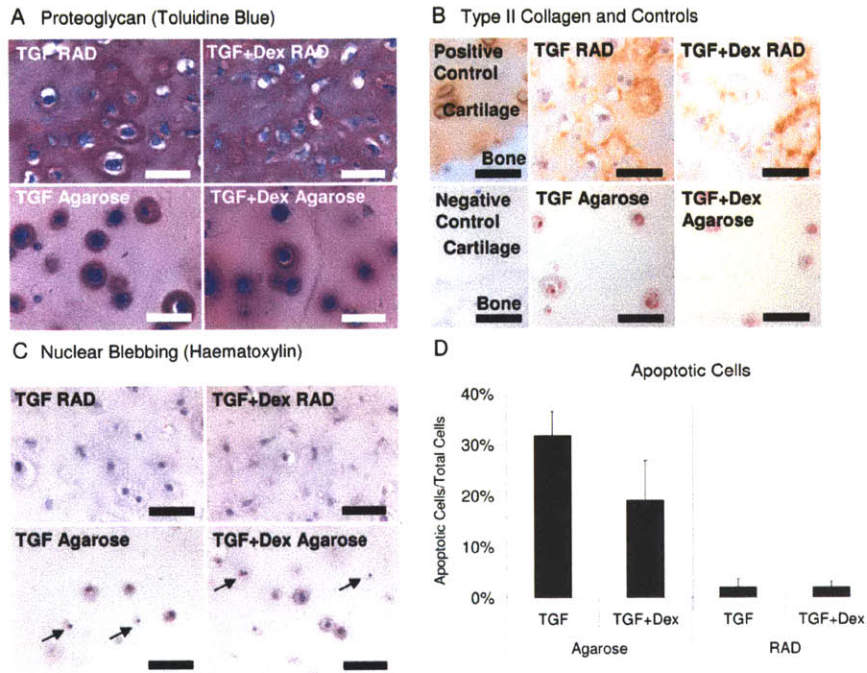 A Proteoglycan (Toluidine Blue)
TGF RAD
TGF+Dex RAD
TGF Agarose
TGF+Dex Agarose
B Type II Collagen and Controls
Positive
Control
Cartilage
Bone
TGF RAD
TGF+Dex RAD
Negative
Control
Cartilage
Bone
TGF Agarose
TGF+Dex
Agarose
C Nuclear Blebbing (Haematoxylin)
TGF RAD
TGF+Dex RAD
TGF Agarose
TGF+Dex Agarose
D
Apoptotic Cells
Apoptotic Cells/Total Cells
40%
30%
20%
10%
0%
TGF
TGF+Dex
TGF
TGF+Dex
Agarose
RAD